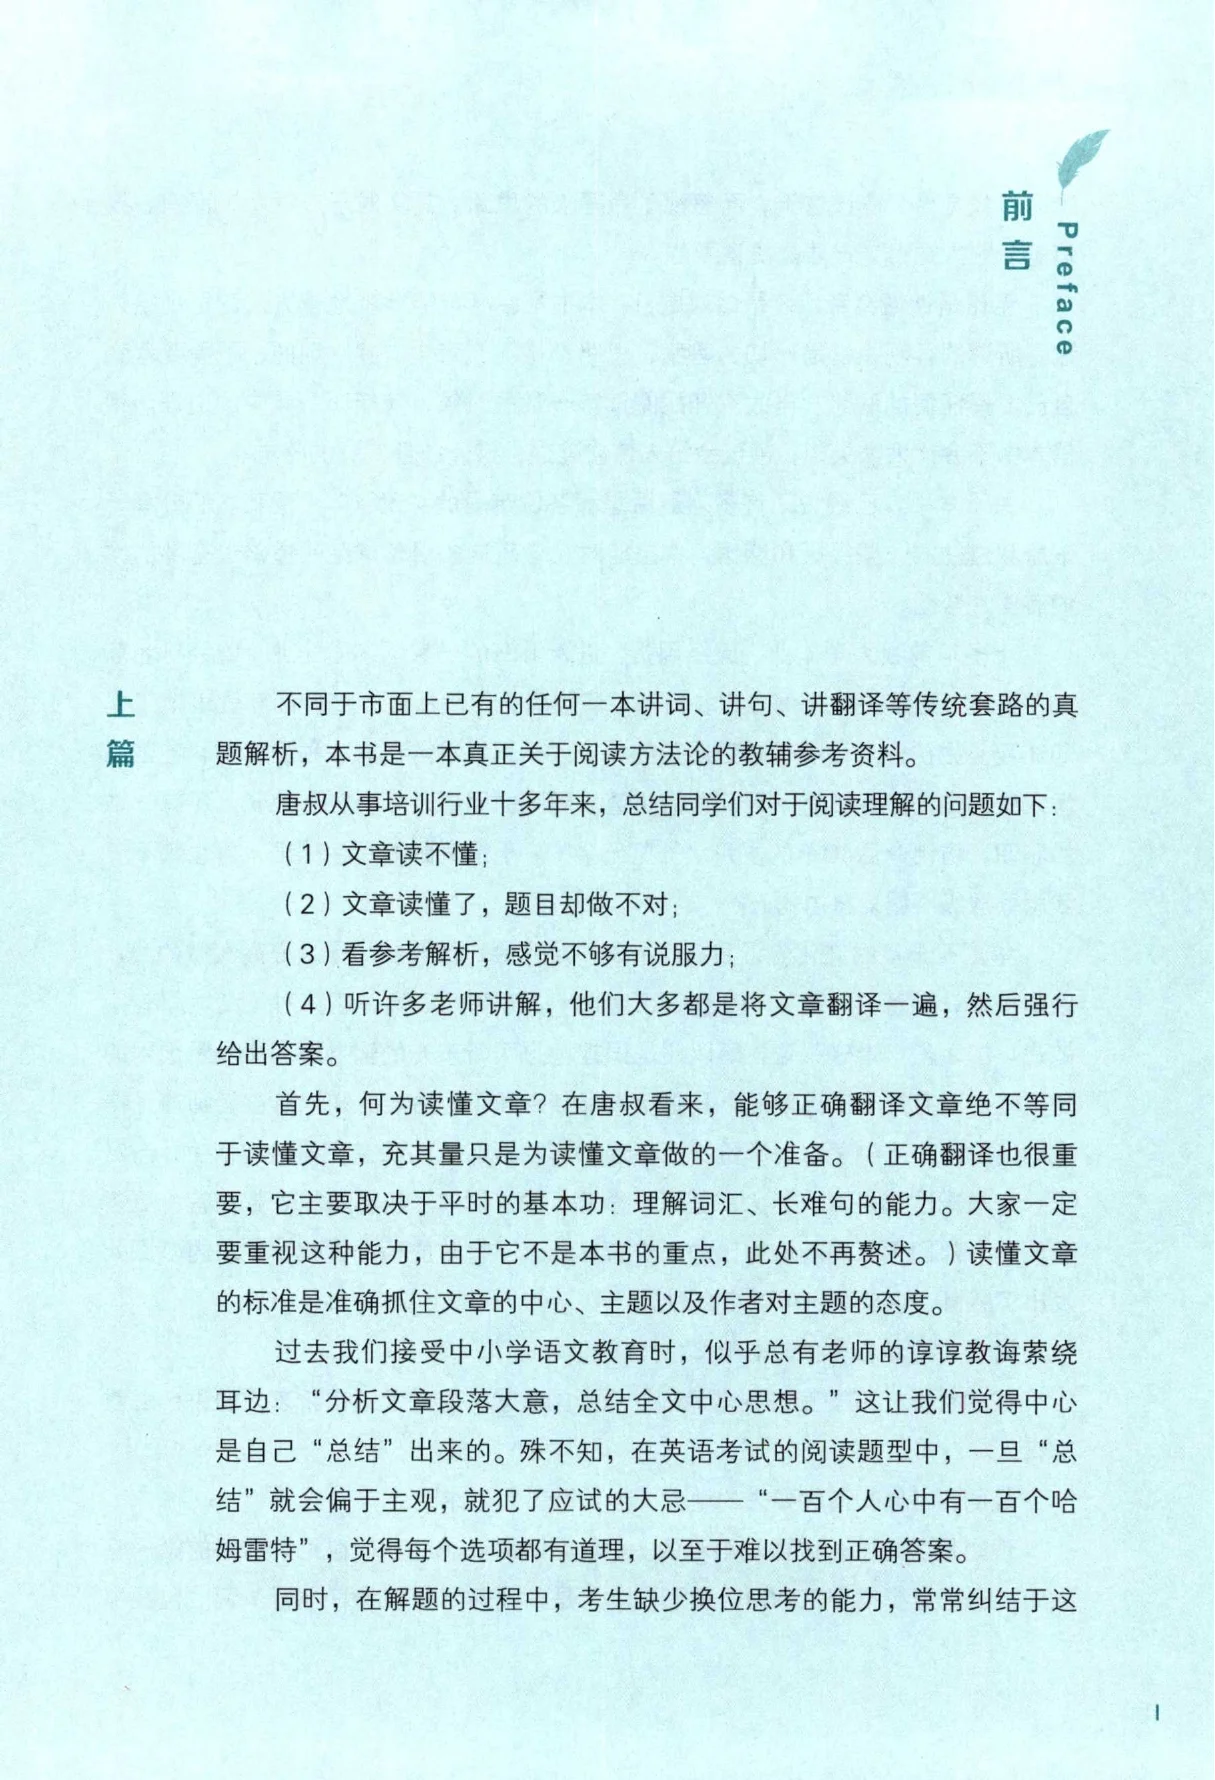 前言
Preface
上篇
不同于市面上已有的任何一本讲词、讲句、讲翻译等传统套路的真
题解析，本书是一本真正关于阅读方法论的教辅参考资料。
唐叔从事培训行业十多年来，总结同学们对于阅读理解的问题如下：
（1）文章读不懂；
（2）文章读懂了，题目却做不对；
（3）看参考解析，感觉不够有说服力；
（4）听许多老师讲解，他们大多都是将文章翻译一遍，然后强行
给出答案。
首先，何为读懂文章？在唐叔看来，能够正确翻译文章绝不等同
于读懂文章，充其量只是为读懂文章做的一个准备。（正确翻译也很重
要，它主要取决于平时的基本功：理解词汇、长难句的能力。大家一定
要重视这种能力，由于它不是本书的重点，此处不再赘述。）读懂文章
的标准是准确抓住文章的中心、主题以及作者对主题的态度。
过去我们接受中小学语文教育时，似乎总有老师的谆谆教诲萦绕
耳边：“分析文章段落大意，总结全文中心思想。”这让我们觉得中心
是自己“总结”出来的。殊不知，在英语考试的阅读题型中，一旦“总
结”就会偏于主观，就犯了应试的大忌——“一百个人心中有一百个哈
姆雷特”，觉得每个选项都有道理，以至于难以找到正确答案。
同时，在解题的过程中，考生缺少换位思考的能力，常常纠结于这
I